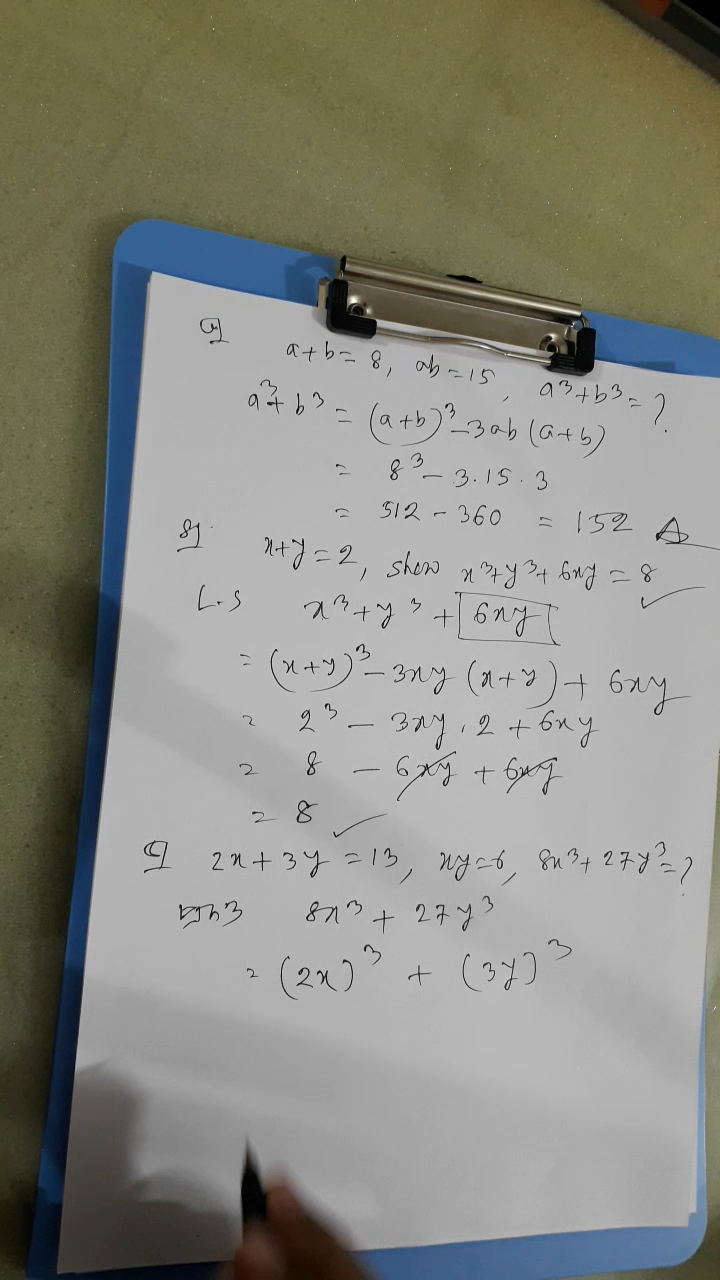 Q a+b = 8, ab = 15, a³+b³ = ?
a³+b³ = (a+b)³-3ab (a+b)
= 8³ - 3.15.3
= 512 - 360 = 152
x+y = 2, show x³+y³+6xy = 8
L.S x³+y³ + 6xy
= (x+y)³ - 3xy (x+y) + 6xy
= 2³ - 3xy.2 + 6xy
= 8 - 6xy + 6xy
= 8
Q 2x+3y = 13, xy=6, 8x³+27y³=?
8x³ + 27y³
= (2x)³ + (3y)³